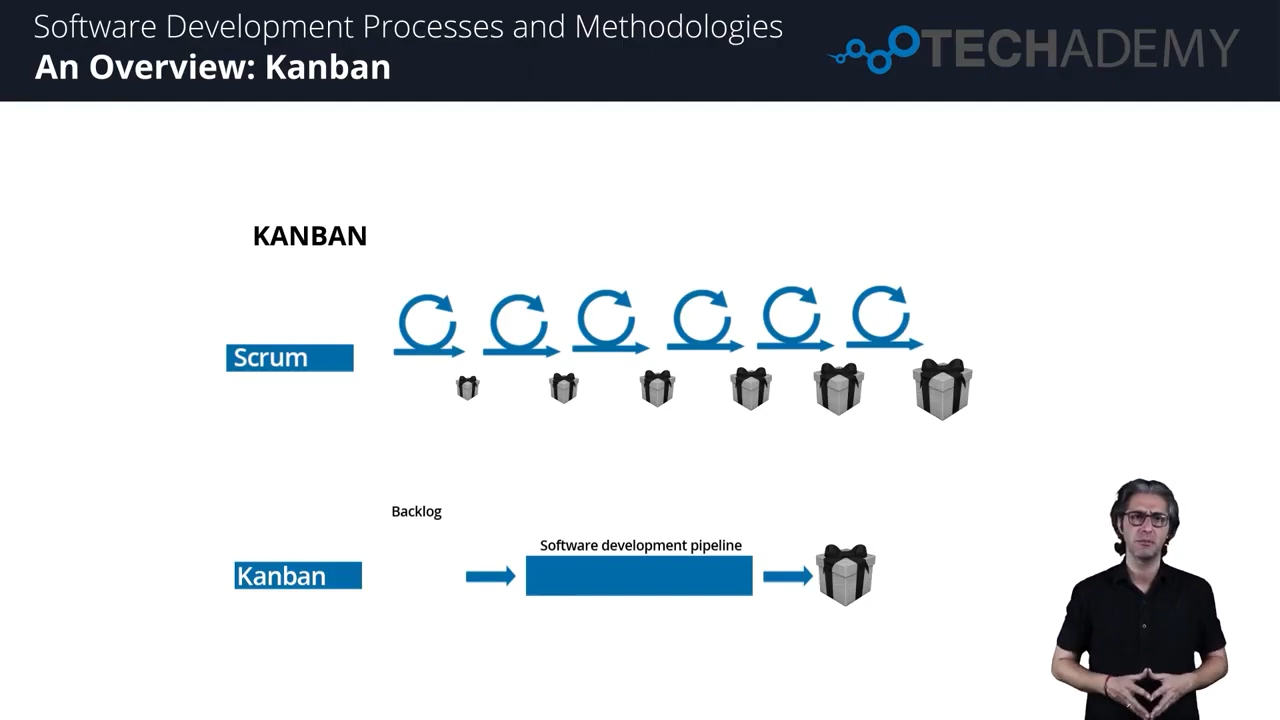 Software Development Processes and Methodologies
An Overview: Kanban
TECHADEMY
KANBAN
Scrum
Backlog
Software development pipeline
Kanban